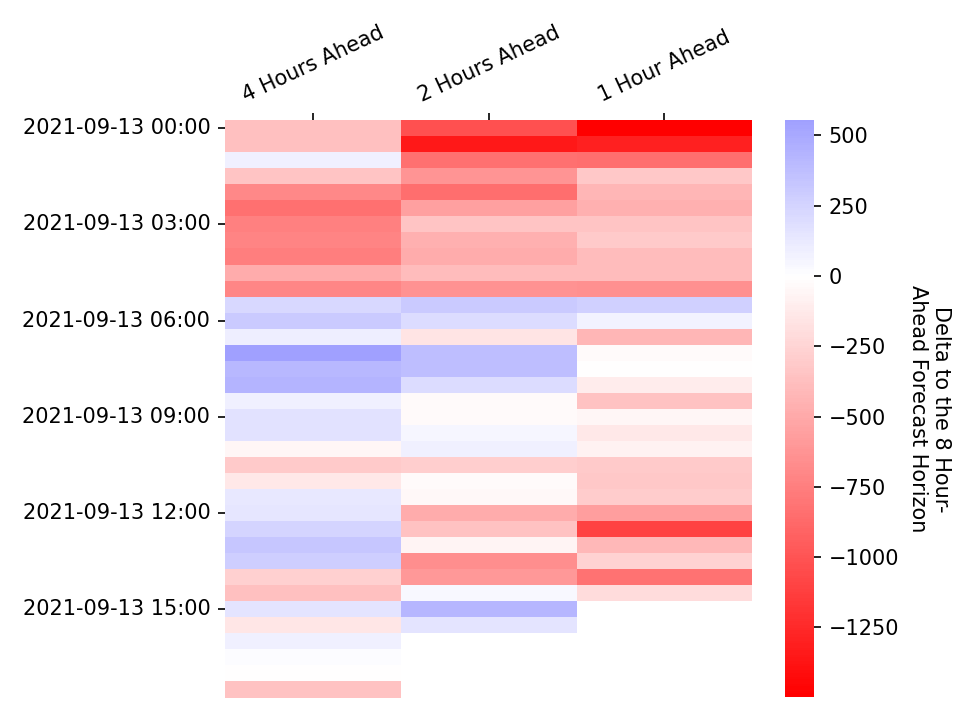 4 Hours Ahead
2 Hours Ahead
1 Hour Ahead
2021-09-13 00:00
2021-09-13 03:00
2021-09-13 06:00
2021-09-13 09:00
2021-09-13 12:00
2021-09-13 15:00
500
250
0
−250
−500
−750
−1000
−1250
Delta to the 8 Hour-
Ahead Forecast Horizon